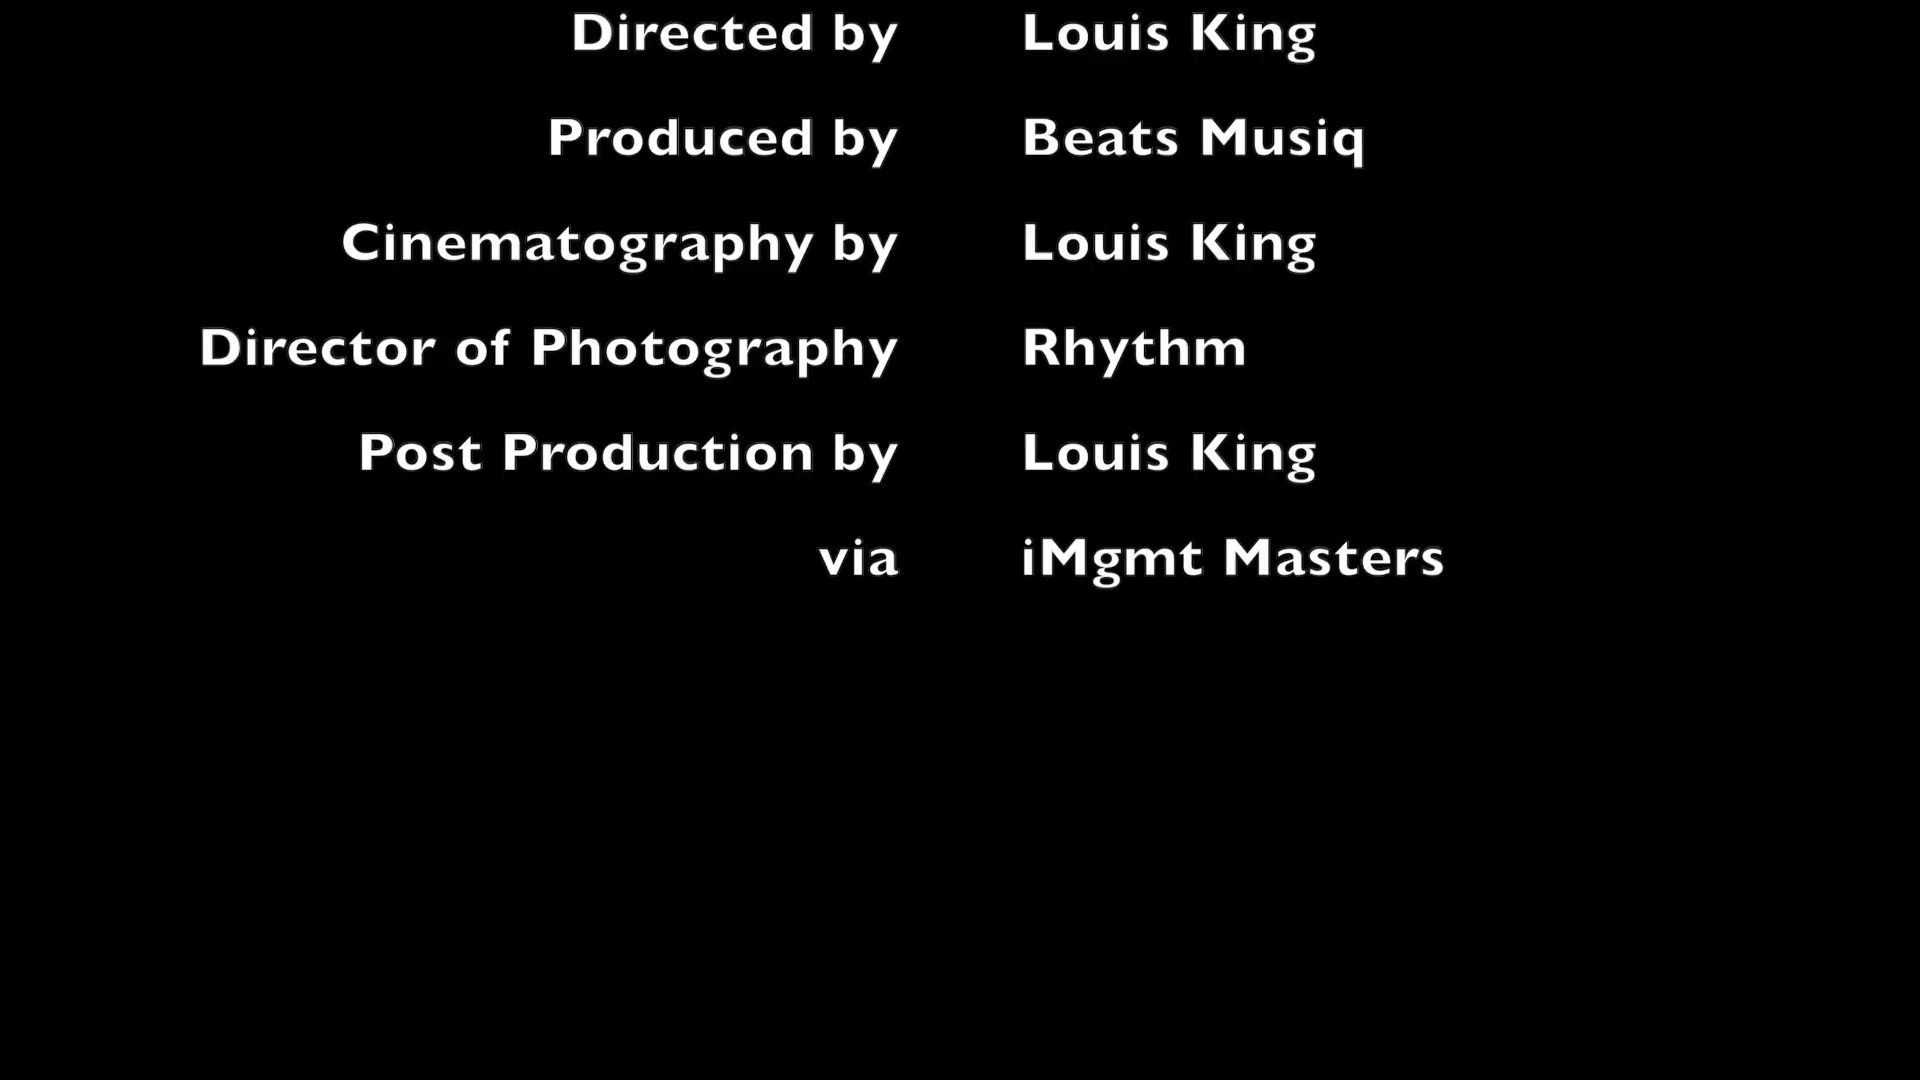 Directed by Louis King
Produced by Beats Musiq
Cinematography by Louis King
Director of Photography Rhythm
Post Production by Louis King
via iMgmt Masters